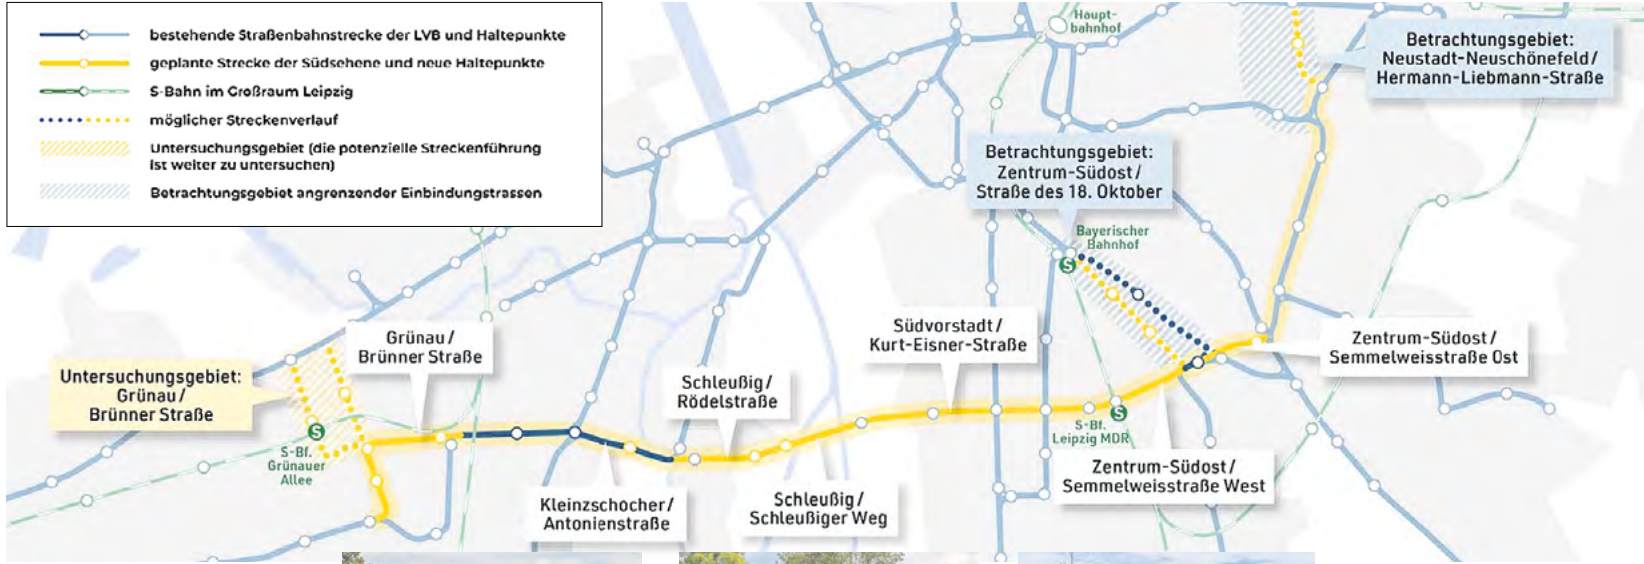 bestehende Straßenbahnstrecke der LVB und Haltepunkte
geplante Strecke der Südsehene und neue Haltepunkte
S-Bahn im Großraum Leipzig
möglicher Streckenverlauf
Untersuchungsgebiet (die potenzielle Streckenführung
ist weiter zu untersuchen)
Betrachtungsgebiet angrenzender Einbindungstrassen
Haupt-
bahnhof
Betrachtungsgebiet:
Neustadt-Neuschönefeld/
Hermann-Liebmann-Straße
Betrachtungsgebiet:
Zentrum-Südost/
Straße des 18. Oktober
Bayerischer
Bahnhof
S
Grünau/
Brünner Straße
Untersuchungsgebiet:
Grünau/
Brünner Straße
S
S-Bf.
Grünauer
Allee
Kleinzschocher/
Antonienstraße
Schleußig/
Rödelstraße
Schleußig/
Schleußiger Weg
Südvorstadt/
Kurt-Eisner-Straße
S
S-Bf.
Leipzig MDR
Zentrum-Südost/
Semmelweisstraße West
Zentrum-Südost/
Semmelweisstraße Ost